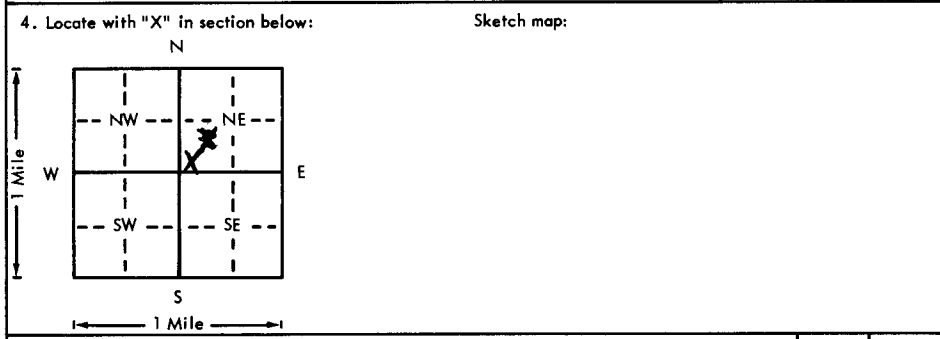 4. Locate with "X" in section below:
Sketch map:
N
NW NE
X
W E
1 Mile
SW SE
S
1 Mile